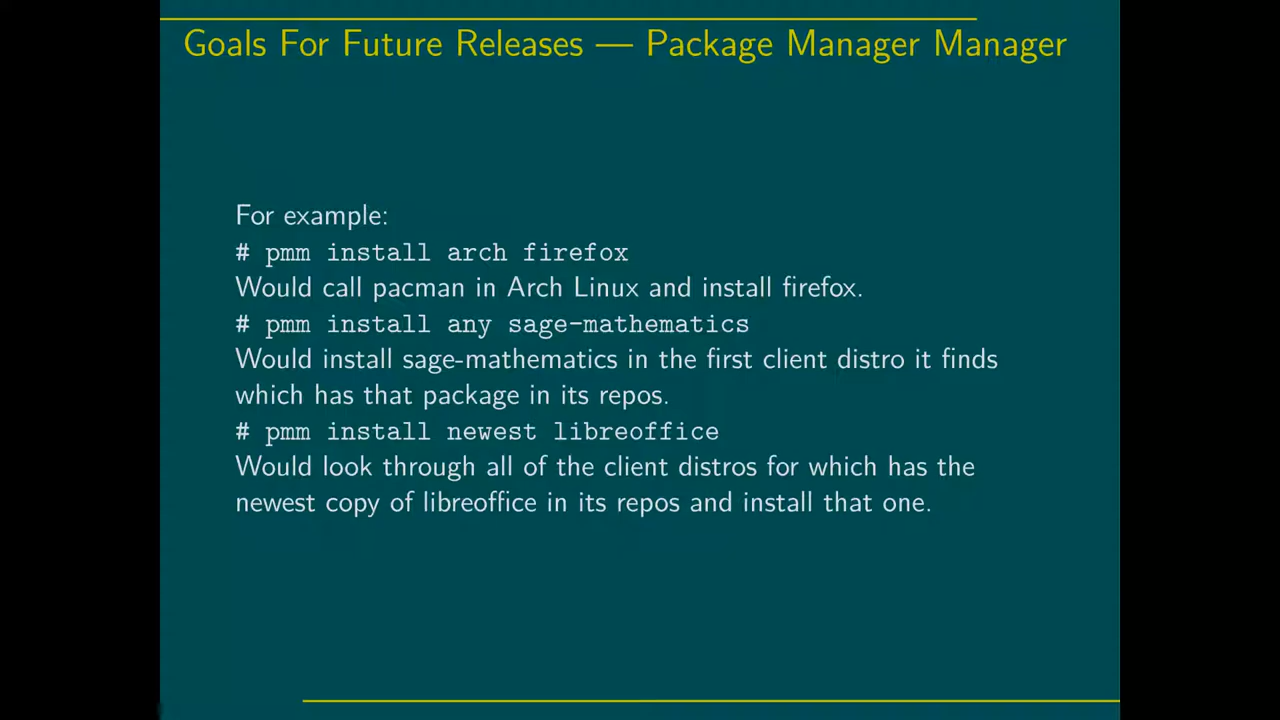 Goals For Future Releases — Package Manager Manager
For example:
# pmm install arch firefox
Would call pacman in Arch Linux and install firefox.
# pmm install any sage-mathematics
Would install sage-mathematics in the first client distro it finds
which has that package in its repos.
# pmm install newest libreoffice
Would look through all of the client distros for which has the
newest copy of libreoffice in its repos and install that one.